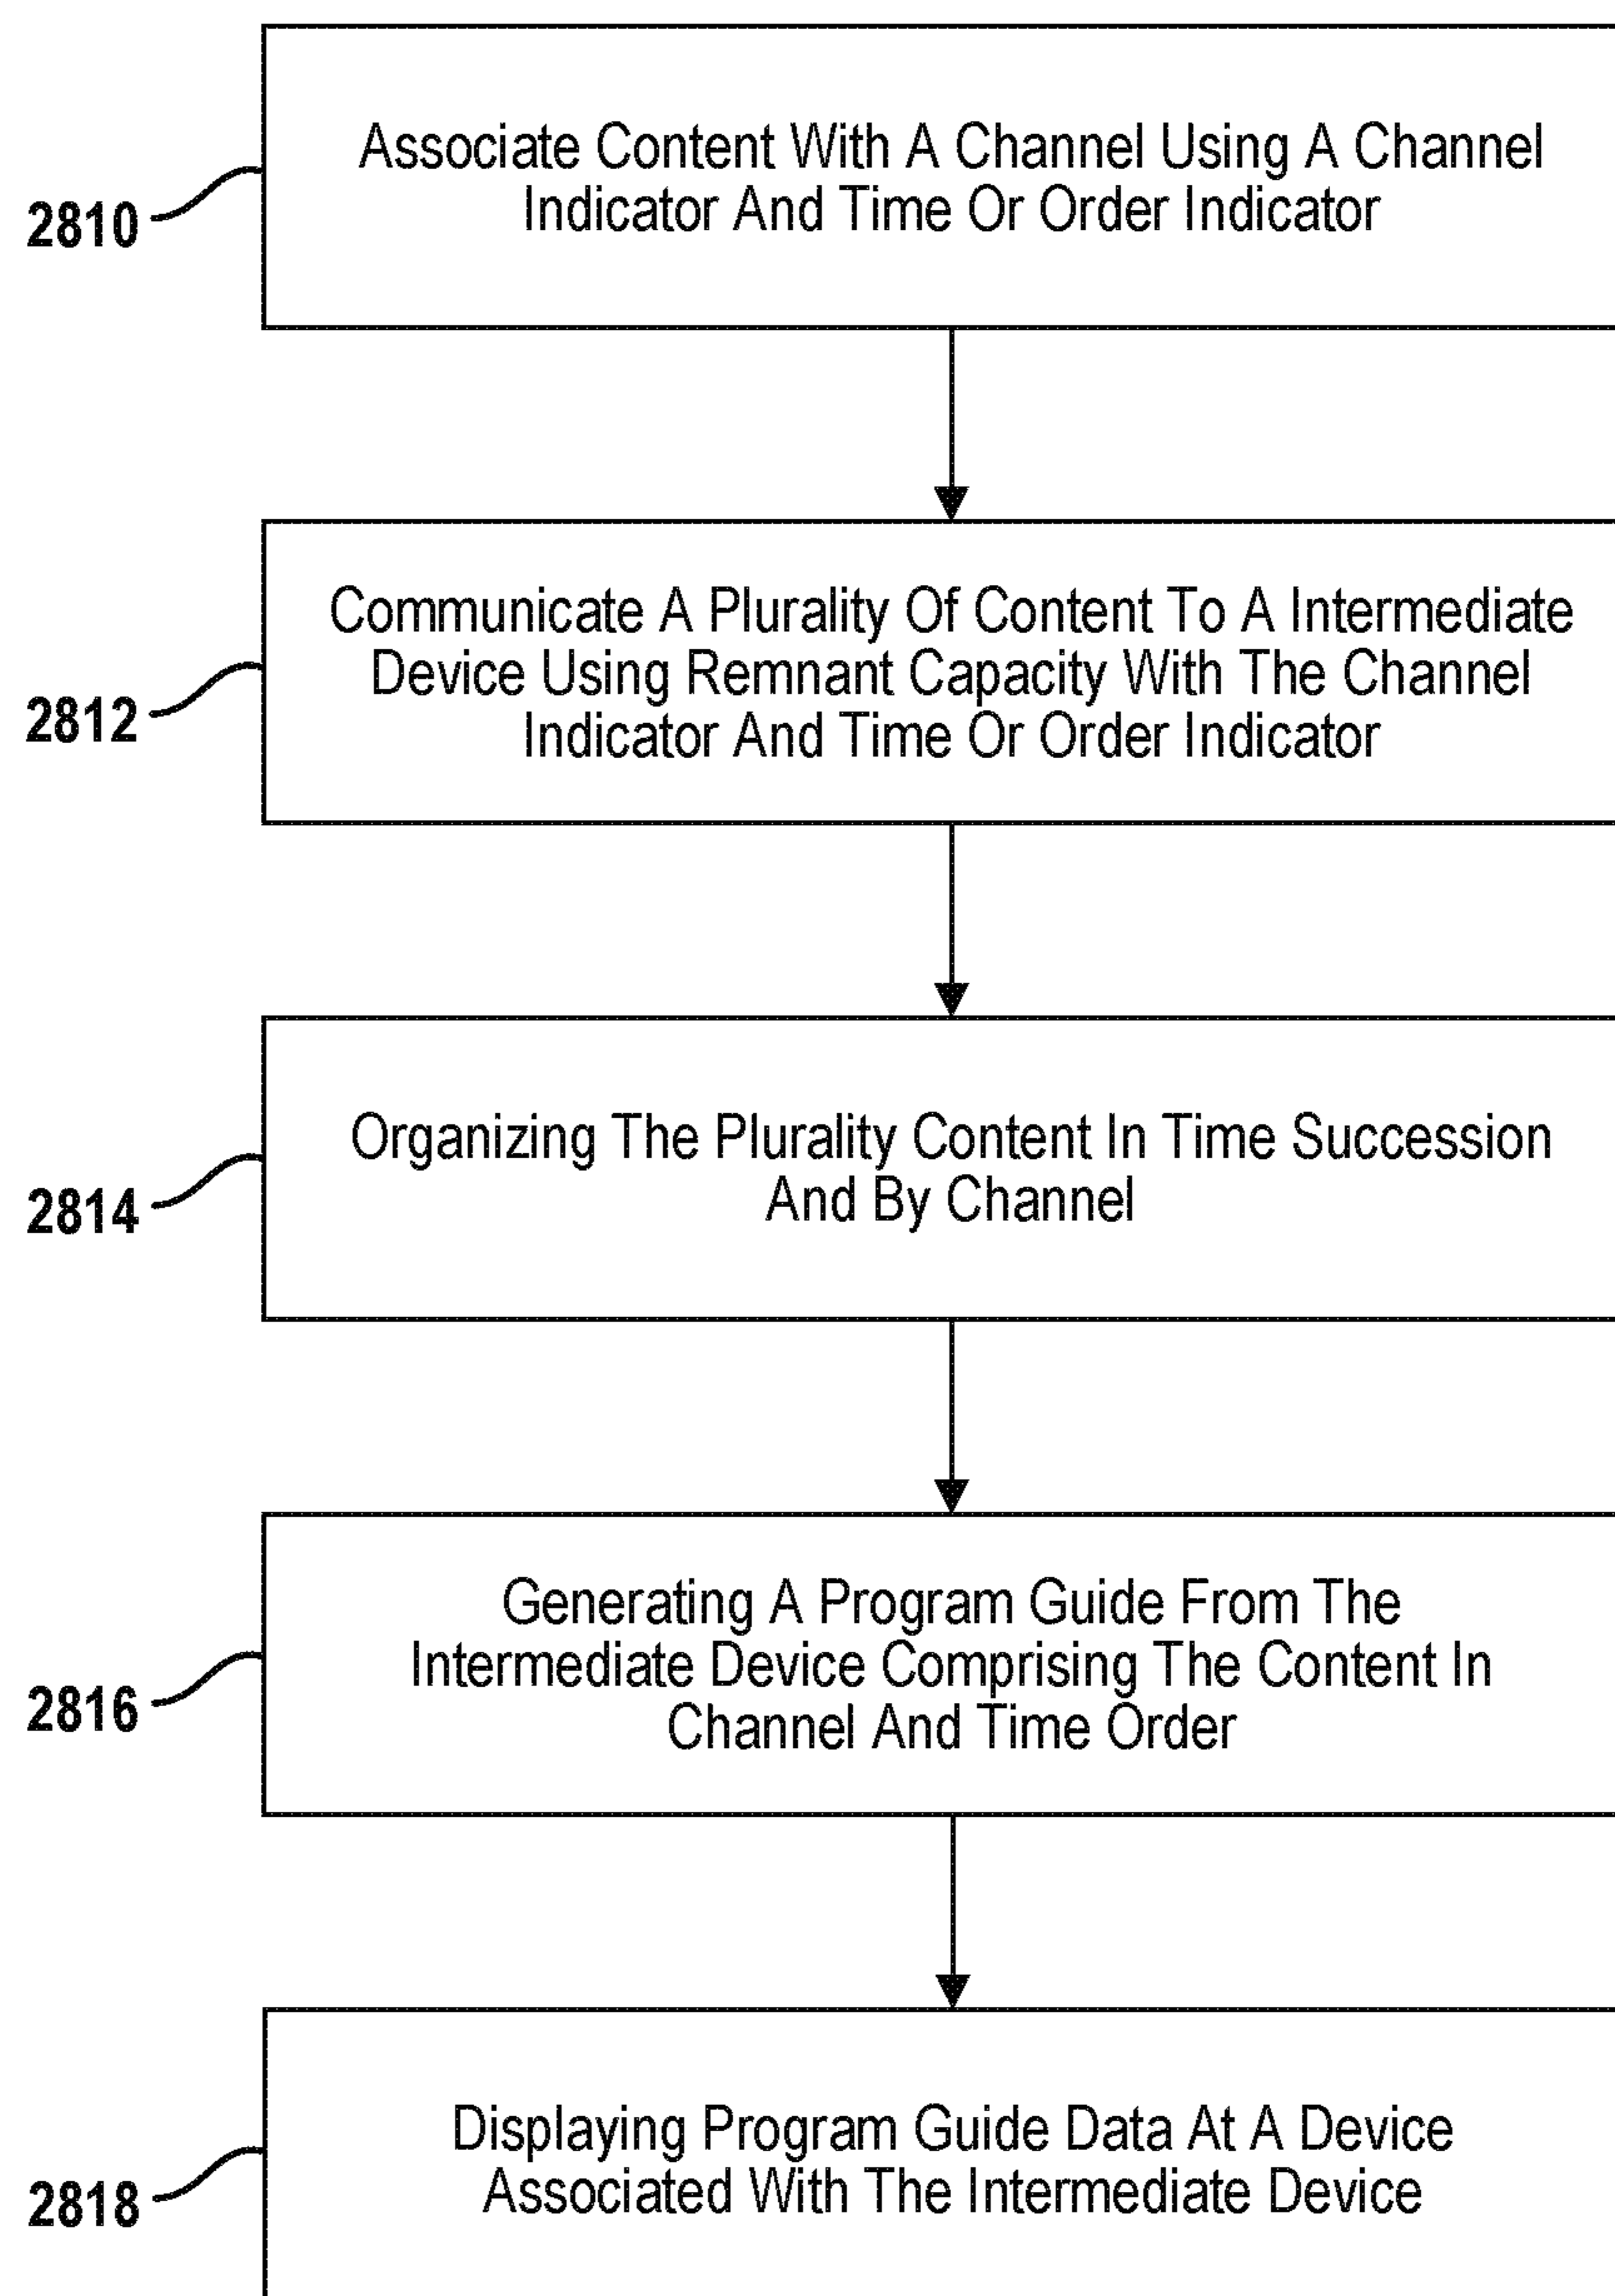 Associate Content With A Channel Using A Channel
Indicator And Time Or Order Indicator
2810
Communicate A Plurality Of Content To A Intermediate
Device Using Remnant Capacity With The Channel
Indicator And Time Or Order Indicator
2812
Organizing The Plurality Content In Time Succession
And By Channel
2814
Generating A Program Guide From The
Intermediate Device Comprising The Content In
Channel And Time Order
2816
Displaying Program Guide Data At A Device
Associated With The Intermediate Device
2818